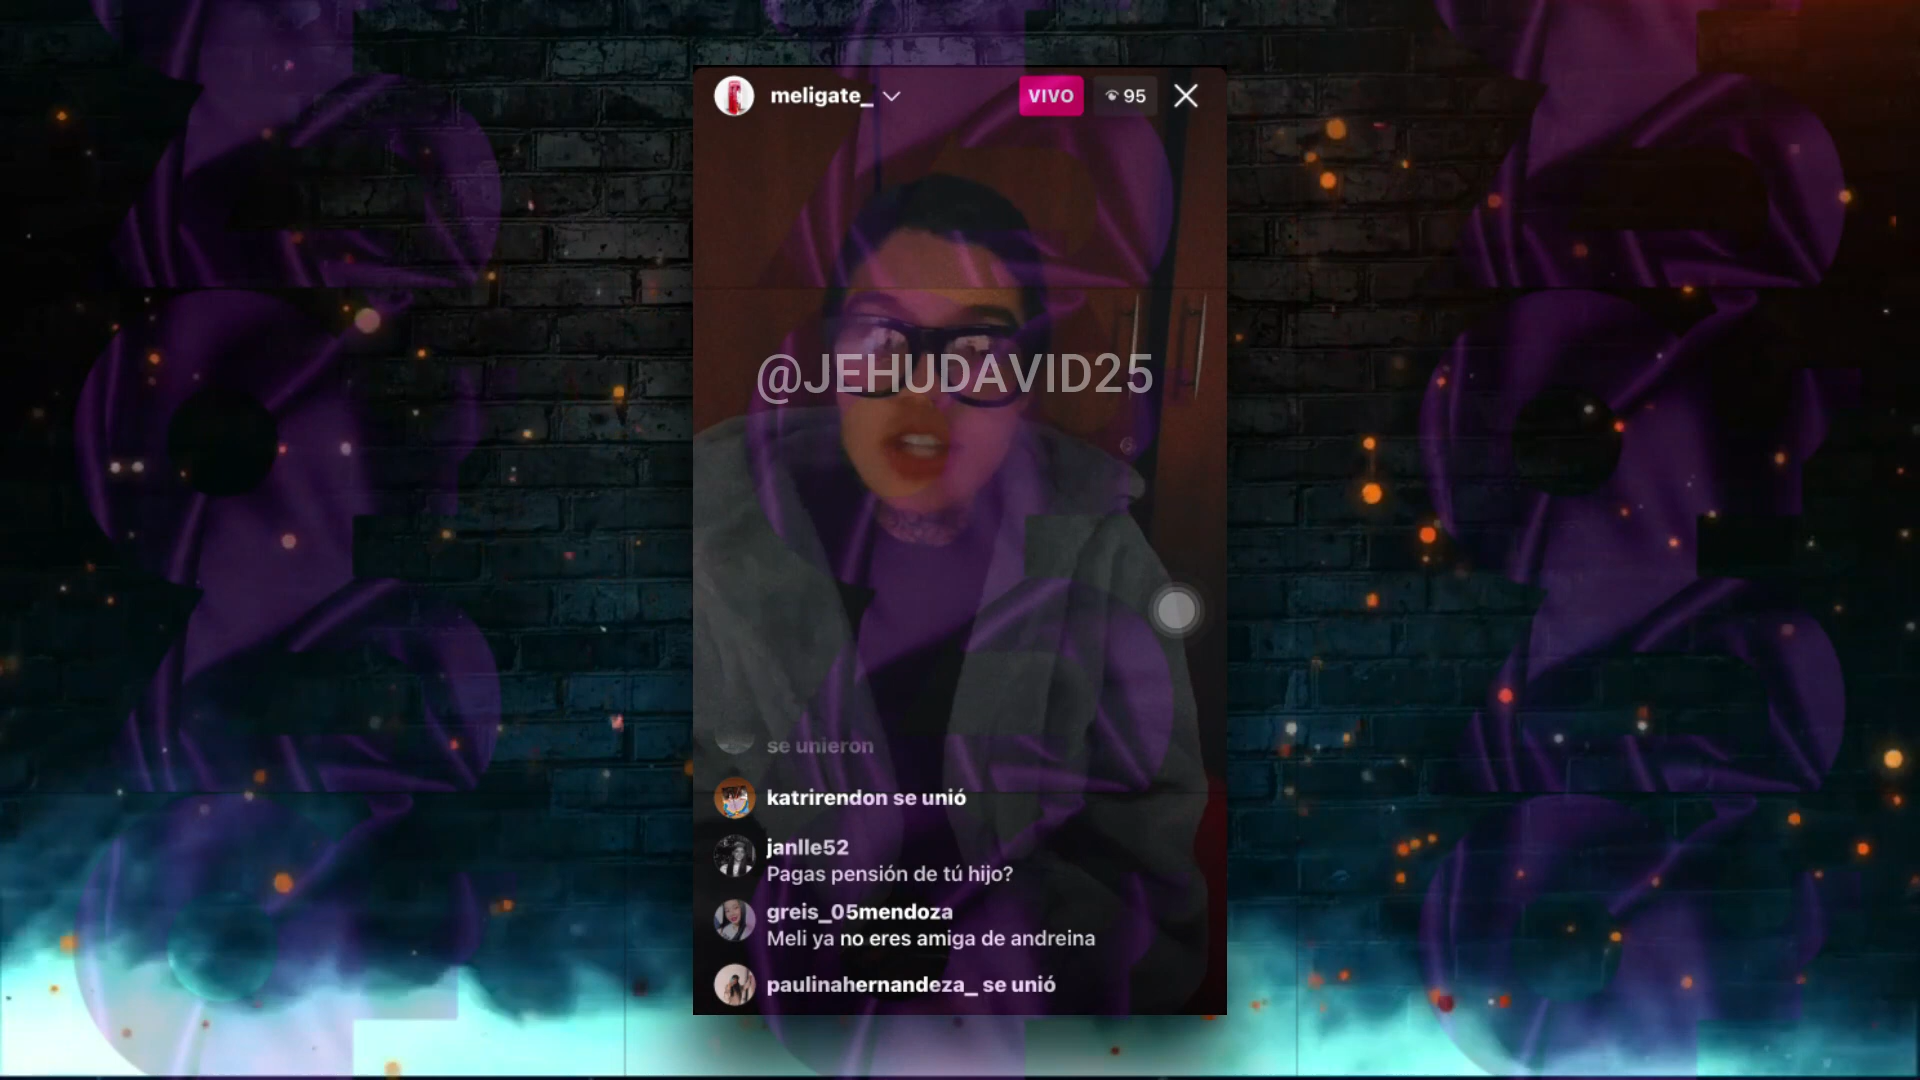 meligate_
VIVO
95
@JEHUDAVID25
se unieron
katrirendon se unió
janlle52
Pagas pensión de tú hijo?
greis_05mendoza
Meli ya no eres amiga de andreina
paulinahernandeza_ se unió